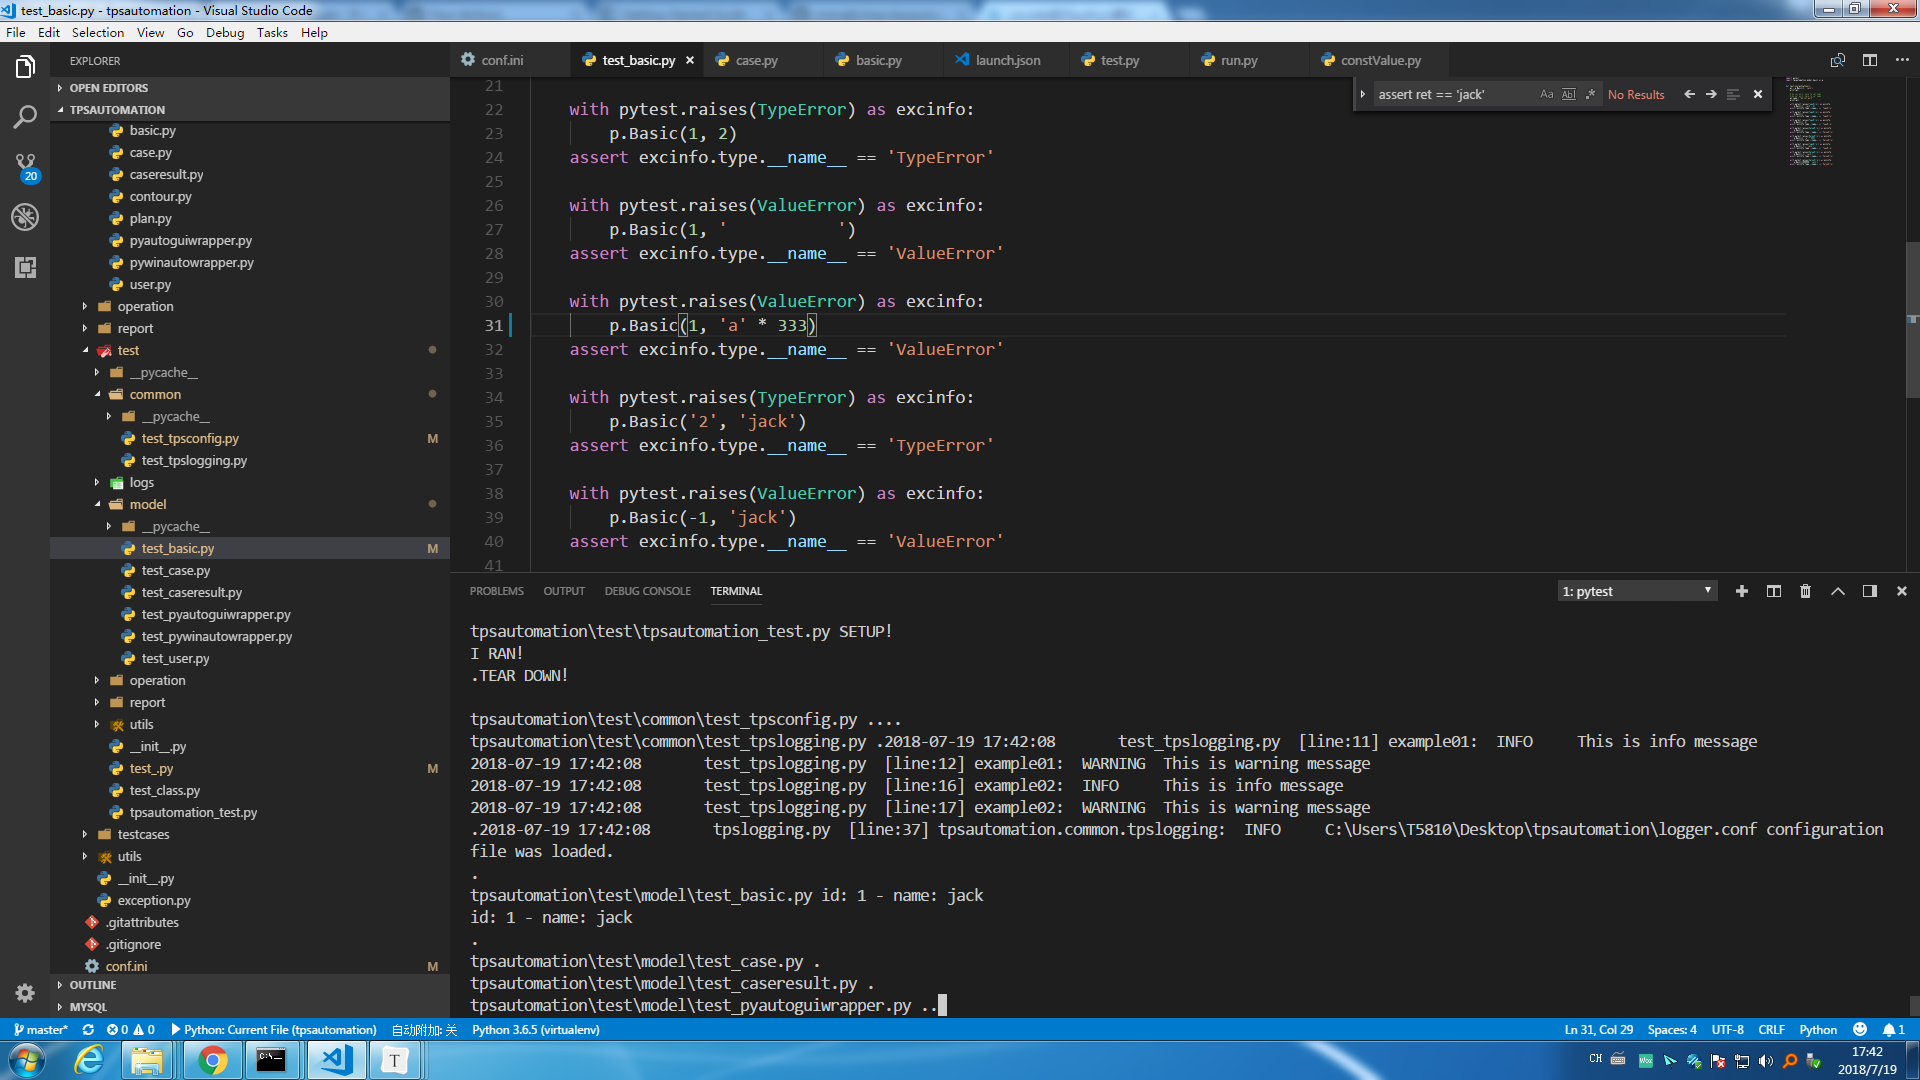 test_basic.py - tpsautomation - Visual Studio Code
File Edit Selection View Go Debug Tasks Help
EXPLORER
OPEN EDITORS
TPSAUTOMATION
basic.py
case.py
caseresult.py
contour.py
plan.py
pyautoguiwrapper.py
pywinautowrapper.py
user.py
operation
report
test
__pycache__
common
__pycache__
test_tpsconfig.py M
test_tpslogging.py
logs
model
__pycache__
test_basic.py M
test_case.py
test_caseresult.py
test_pyautoguiwrapper.py
test_pywinautowrapper.py
test_user.py
operation
report
utils
__init__.py
test_.py M
test_class.py
tpsautomation_test.py
testcases
utils
__init__.py
exception.py
.gitattributes
.gitignore
conf.ini M
OUTLINE
MYSQL
20
conf.ini test_basic.py case.py basic.py launch.json test.py run.py constValue.py
assert ret == 'jack' Aa Abl .* No Results
21
22 with pytest.raises(TypeError) as excinfo:
23 p.Basic(1, 2)
24 assert excinfo.type.__name__ == 'TypeError'
25
26 with pytest.raises(ValueError) as excinfo:
27 p.Basic(1, '           ')
28 assert excinfo.type.__name__ == 'ValueError'
29
30 with pytest.raises(ValueError) as excinfo:
31 p.Basic(1, 'a' * 333)
32 assert excinfo.type.__name__ == 'ValueError'
33
34 with pytest.raises(TypeError) as excinfo:
35 p.Basic('2', 'jack')
36 assert excinfo.type.__name__ == 'TypeError'
37
38 with pytest.raises(ValueError) as excinfo:
39 p.Basic(-1, 'jack')
40 assert excinfo.type.__name__ == 'ValueError'
41
PROBLEMS OUTPUT DEBUG CONSOLE TERMINAL 1: pytest
tpsautomation\test\tpsautomation_test.py SETUP!
I RAN!
.TEAR DOWN!
tpsautomation\test\common\test_tpsconfig.py ....
tpsautomation\test\common\test_tpslogging.py .2018-07-19 17:42:08 test_tpslogging.py [line:11] example01: INFO This is info message
2018-07-19 17:42:08 test_tpslogging.py [line:12] example01: WARNING This is warning message
2018-07-19 17:42:08 test_tpslogging.py [line:16] example02: INFO This is info message
2018-07-19 17:42:08 test_tpslogging.py [line:17] example02: WARNING This is warning message
.2018-07-19 17:42:08 tpslogging.py [line:37] tpsautomation.common.tpslogging: INFO C:\Users\T5810\Desktop\tpsautomation\logger.conf configuration
file was loaded.
.
tpsautomation\test\model\test_basic.py id: 1 - name: jack
id: 1 - name: jack
.
tpsautomation\test\model\test_case.py .
tpsautomation\test\model\test_caseresult.py .
tpsautomation\test\model\test_pyautoguiwrapper.py ..
master* 0 0 Python: Current File (tpsautomation) 自动附加: 关 Python 3.6.5 (virtualenv) Ln 31, Col 29 Spaces: 4 UTF-8 CRLF Python 1
CH 17:42
2018/7/19